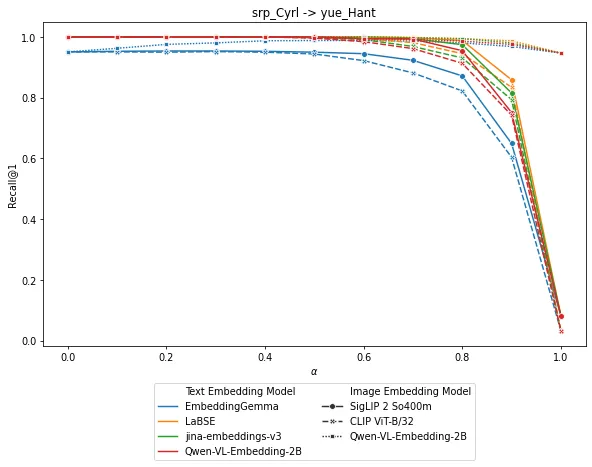 srp_Cyrl -> yue_Hant
Recall@1
1.0
0.8
0.6
0.4
0.2
0.0
0.0 0.2 0.4 0.6 0.8 1.0
α
Text Embedding Model
EmbeddingGemma
LaBSE
jina-embeddings-v3
Qwen-VL-Embedding-2B
Image Embedding Model
SigLIP 2 So400m
CLIP ViT-B/32
Qwen-VL-Embedding-2B